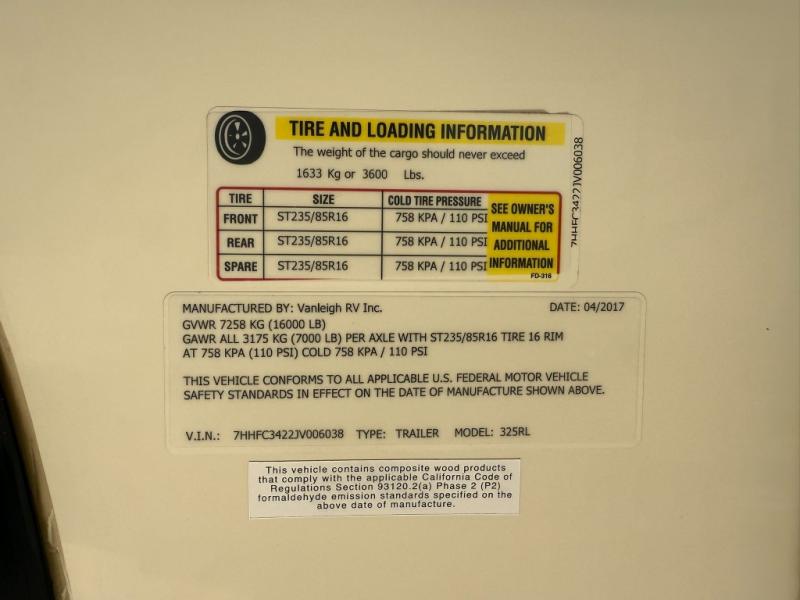 TIRE AND LOADING INFORMATION
The weight of the cargo should never exceed
1633 Kg or 3600 Lbs.
TIRE SIZE COLD TIRE PRESSURE
FRONT ST235/85R16 758 KPA / 110 PSI
REAR ST235/85R16 758 KPA / 110 PSI
SPARE ST235/85R16 758 KPA / 110 PSI
SEE OWNER'S
MANUAL FOR
ADDITIONAL
INFORMATION
FD-316
7HHFC3422JV006038
MANUFACTURED BY: Vanleigh RV Inc. DATE: 04/2017
GVWR 7258 KG (16000 LB)
GAWR ALL 3175 KG (7000 LB) PER AXLE WITH ST235/85R16 TIRE 16 RIM
AT 758 KPA (110 PSI) COLD 758 KPA / 110 PSI
THIS VEHICLE CONFORMS TO ALL APPLICABLE U.S. FEDERAL MOTOR VEHICLE
SAFETY STANDARDS IN EFFECT ON THE DATE OF MANUFACTURE SHOWN ABOVE.
V.I.N.: 7HHFC3422JV006038 TYPE: TRAILER MODEL: 325RL
This vehicle contains composite wood products
that comply with the applicable California Code of
Regulations Section 93120.2(a) Phase 2 (P2)
formaldehyde emission standards specified on the
above date of manufacture.